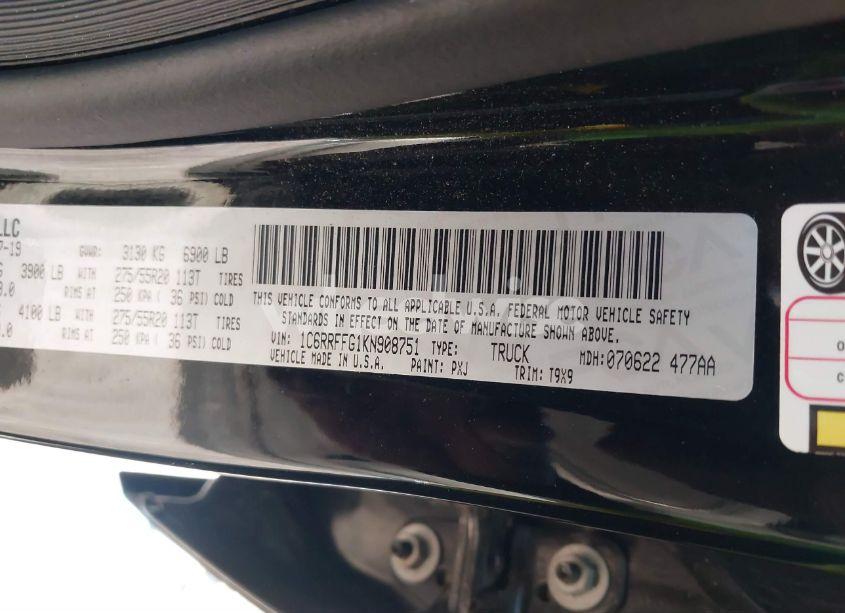 LLC
7-19 GVWR: 3130 KG 6900 LB
G 3900 LB WITH 275/55R20 113T TIRES
.0 RIMS AT 250 KPA ( 36 PSI) COLD
G 4100 LB WITH 275/55R20 113T TIRES
.0 RIMS AT 250 KPA ( 36 PSI) COLD
THIS VEHICLE CONFORMS TO ALL APPLICABLE U.S.A. FEDERAL MOTOR VEHICLE SAFETY
STANDARDS IN EFFECT ON THE DATE OF MANUFACTURE SHOWN ABOVE.
VIN: 1C6RRFFG1KN908751 TYPE: TRUCK MDH:070622 477AA
VEHICLE MADE IN U.S.A. PAINT: PXJ TRIM: T9X9
O
C